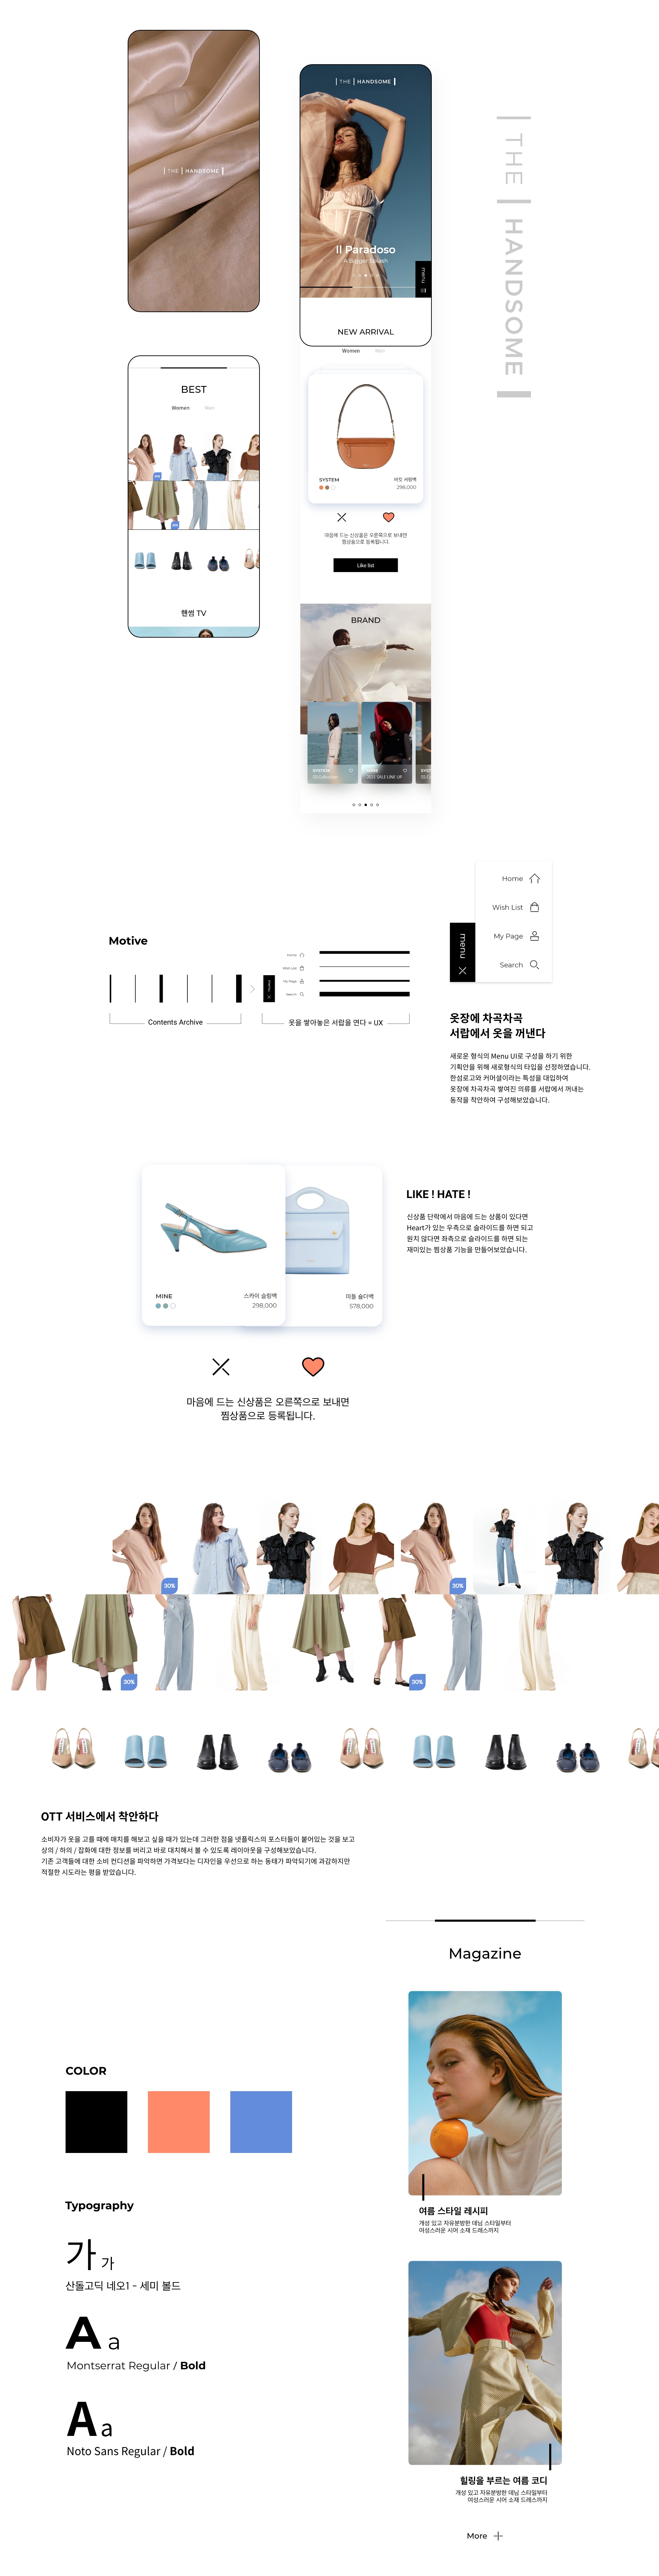 THE HANDSOME
THE HANDSOME
Il Paradoso
A Bigger Splash
menu
NEW ARRIVAL
Women Men
THE HANDSOME
BEST
Women Men
30%
30%
핸썸 TV
SYSTEM
버킷 서링백
298,000
마음에 드는 신상품은 오른쪽으로 보내면
찜상품으로 등록됩니다.
Like list
BRAND
SYSTEM
SS Collection
2021 SALE LINE UP
Home
Wish List
My Page
Search
menu
Motive
Home
Wish List
My Page
Search
menu
Contents Archive
옷을 쌓아놓은 서랍을 연다 = UX
옷장에 차곡차곡
서랍에서 옷을 꺼낸다
새로운 형식의 Menu UI로 구성을 하기 위한
기획안을 위해 새로형식의 타입을 선정하였습니다.
한섬로고와 커머셜이라는 특성을 대입하여
옷장에 차곡차곡 쌓여진 의류를 서랍에서 꺼내는
동작을 착안하여 구성해보았습니다.
LIKE ! HATE !
신상품 단락에서 마음에 드는 상품이 있다면
Heart가 있는 우측으로 슬라이드를 하면 되고
원치 않다면 좌측으로 슬라이드를 하면 되는
재미있는 찜상품 기능을 만들어보았습니다.
MINE
스카이 슬링백
298,000
미들 숄더백
578,000
마음에 드는 신상품은 오른쪽으로 보내면
찜상품으로 등록됩니다.
30%
30%
30%
30%
OTT 서비스에서 착안하다
소비자가 옷을 고를 때에 매치를 해보고 싶을 때가 있는데 그러한 점을 넷플릭스의 포스터들이 붙어있는 것을 보고
상의 / 하의 / 잡화에 대한 정보를 버리고 바로 대치해서 볼 수 있도록 레이아웃을 구성해보았습니다.
기존 고객들에 대한 소비 컨디션을 파악하면 가격보다는 디자인을 우선으로 하는 동태가 파악되기에 과감하지만
적절한 시도라는 평을 받았습니다.
Magazine
여름 스타일 레시피
개성 있고 자유분방한 데님 스타일부터
여성스러운 시어 소재 드레스까지
힐링을 부르는 여름 코디
개성 있고 자유분방한 데님 스타일부터
여성스러운 시어 소재 드레스까지
More
COLOR
Typography
가 가
산돌고딕 네오1 - 세미 볼드
A a
Montserrat Regular / Bold
A a
Noto Sans Regular / Bold